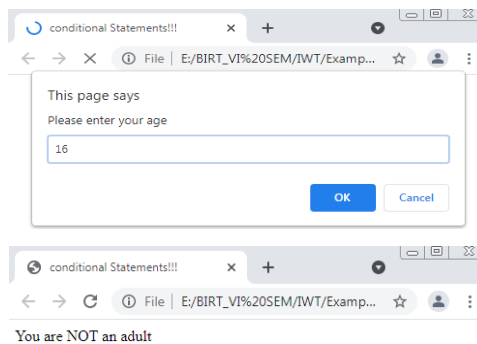 conditional Statements!!!
File | E:/BIRT_VI%20SEM/IWT/Examp...
This page says
Please enter your age
16
OK Cancel
conditional Statements!!!
File | E:/BIRT_VI%20SEM/IWT/Examp...
You are NOT an adult